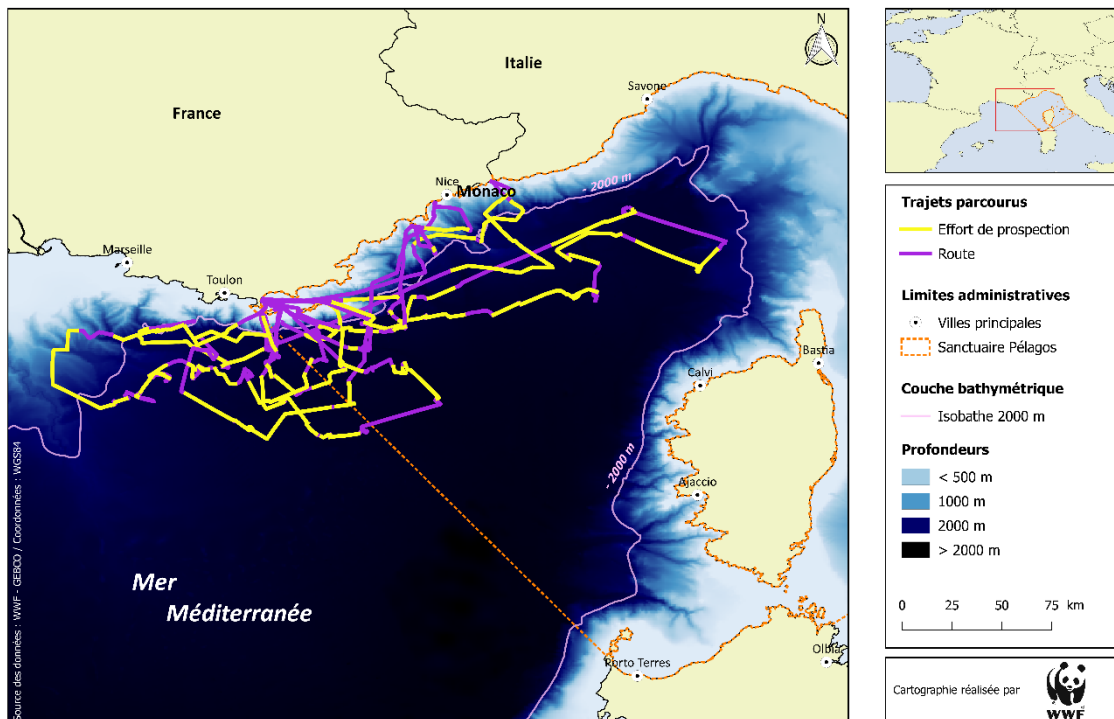 N
Italie
France
Savone
Nice
Monaco
- 2000 m
Marseille
Toulon
Bastia
Calvi
- 2000 m
Ajaccio
Mer
Méditerranée
Porto Terres
Olbia
Source des données : WWF - GEBCO / Coordonnées : WGS84
Trajets parcourus
Effort de prospection
Route
Limites administratives
Villes principales
Sanctuaire Pélagos
Couche bathymétrique
Isobathe 2000 m
Profondeurs
< 500 m
1000 m
2000 m
> 2000 m
0 25 50 75 km
Cartographie réalisée par
WWF